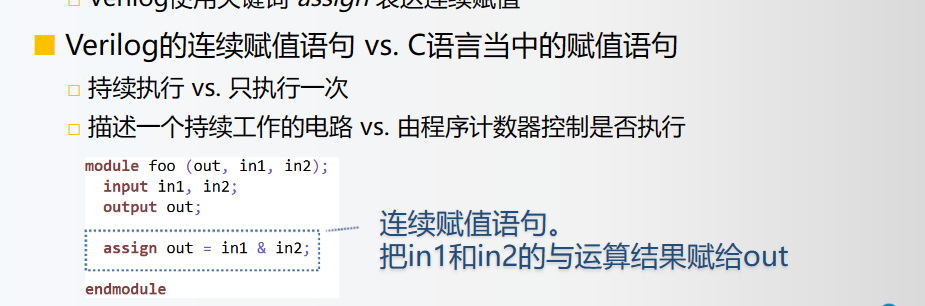 Verilog使用关键词 assign 表达连续赋值
Verilog的连续赋值语句 vs. C语言当中的赋值语句
持续执行 vs. 只执行一次
描述一个持续工作的电路 vs. 由程序计数器控制是否执行
module foo (out, in1, in2);
input in1, in2;
output out;
assign out = in1 & in2;
endmodule
连续赋值语句。
把in1和in2的与运算结果赋给out